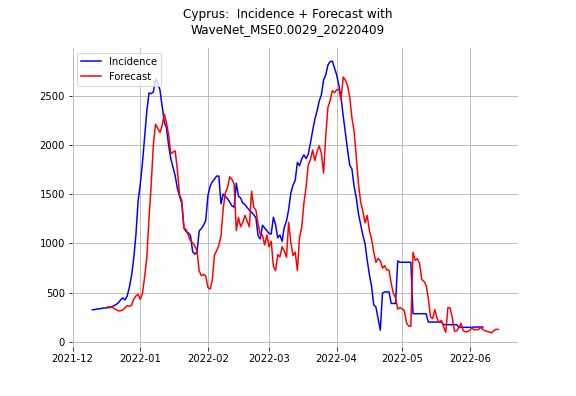 Cyprus:  Incidence + Forecast with
WaveNet_MSE0.0029_20220409
Incidence
Forecast
2500
2000
1500
1000
500
0
2021-12 2022-01 2022-02 2022-03 2022-04 2022-05 2022-06